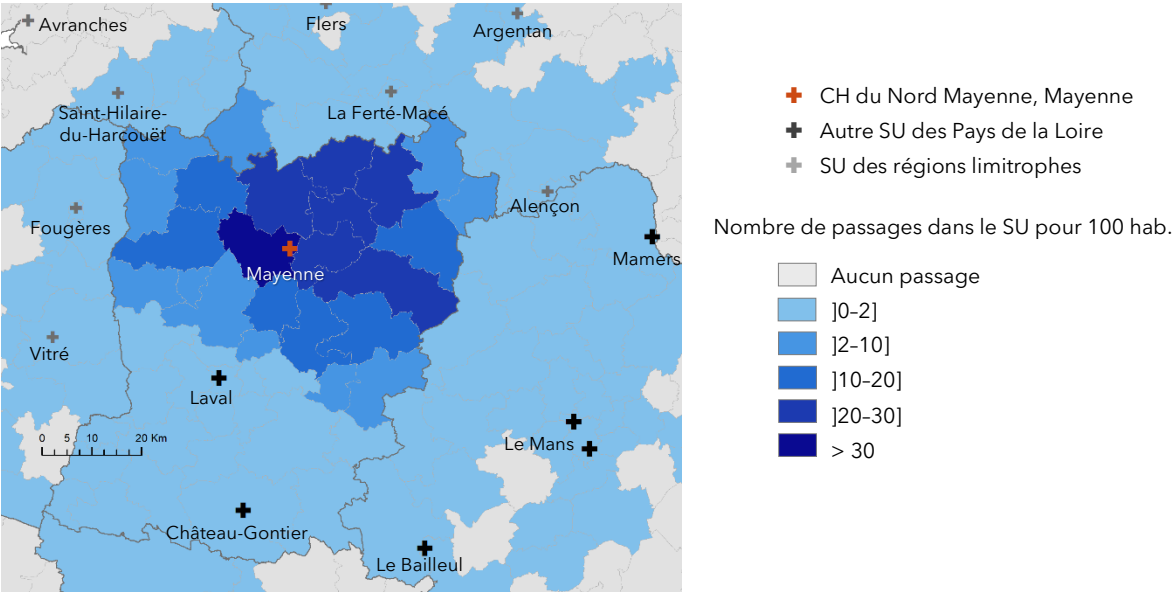 Avranches
Flers
Argentan
Saint-Hilaire-
du-Harcouët
La Ferté-Macé
Alençon
Fougères
Mamers
Mayenne
Vitré
Laval
Le Mans
0 5 10 20 Km
Château-Gontier
Le Bailleul
CH du Nord Mayenne, Mayenne
Autre SU des Pays de la Loire
SU des régions limitrophes
Nombre de passages dans le SU pour 100 hab.
Aucun passage
]0–2]
]2–10]
]10–20]
]20–30]
> 30